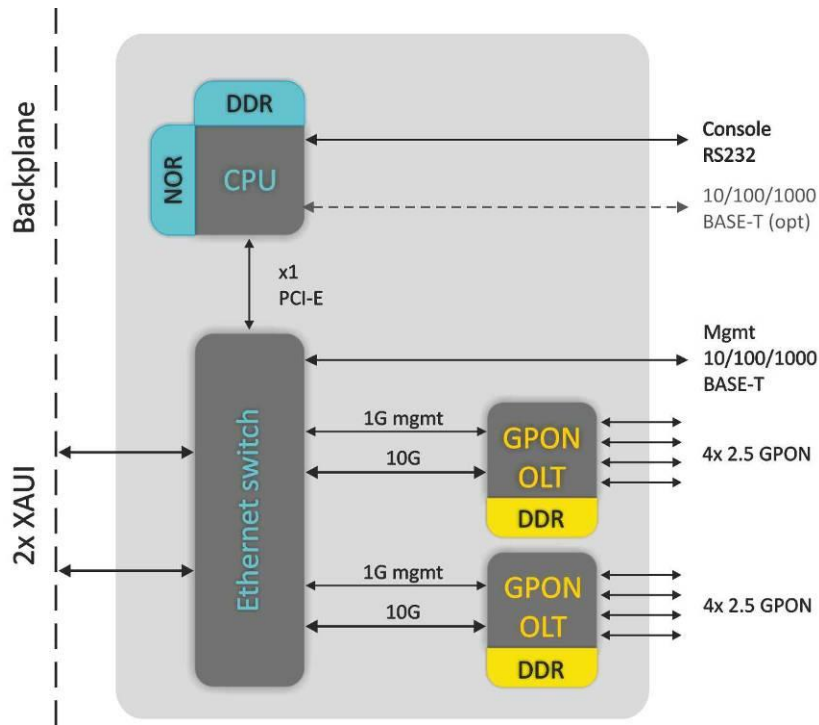 Backplane
2x XAUI
DDR
NOR
CPU
Console
RS232
10/100/1000
BASE-T (opt)
x1
PCI-E
Mgmt
10/100/1000
BASE-T
Ethernet switch
1G mgmt
10G
GPON
OLT
DDR
4x 2.5 GPON
1G mgmt
10G
GPON
OLT
DDR
4x 2.5 GPON